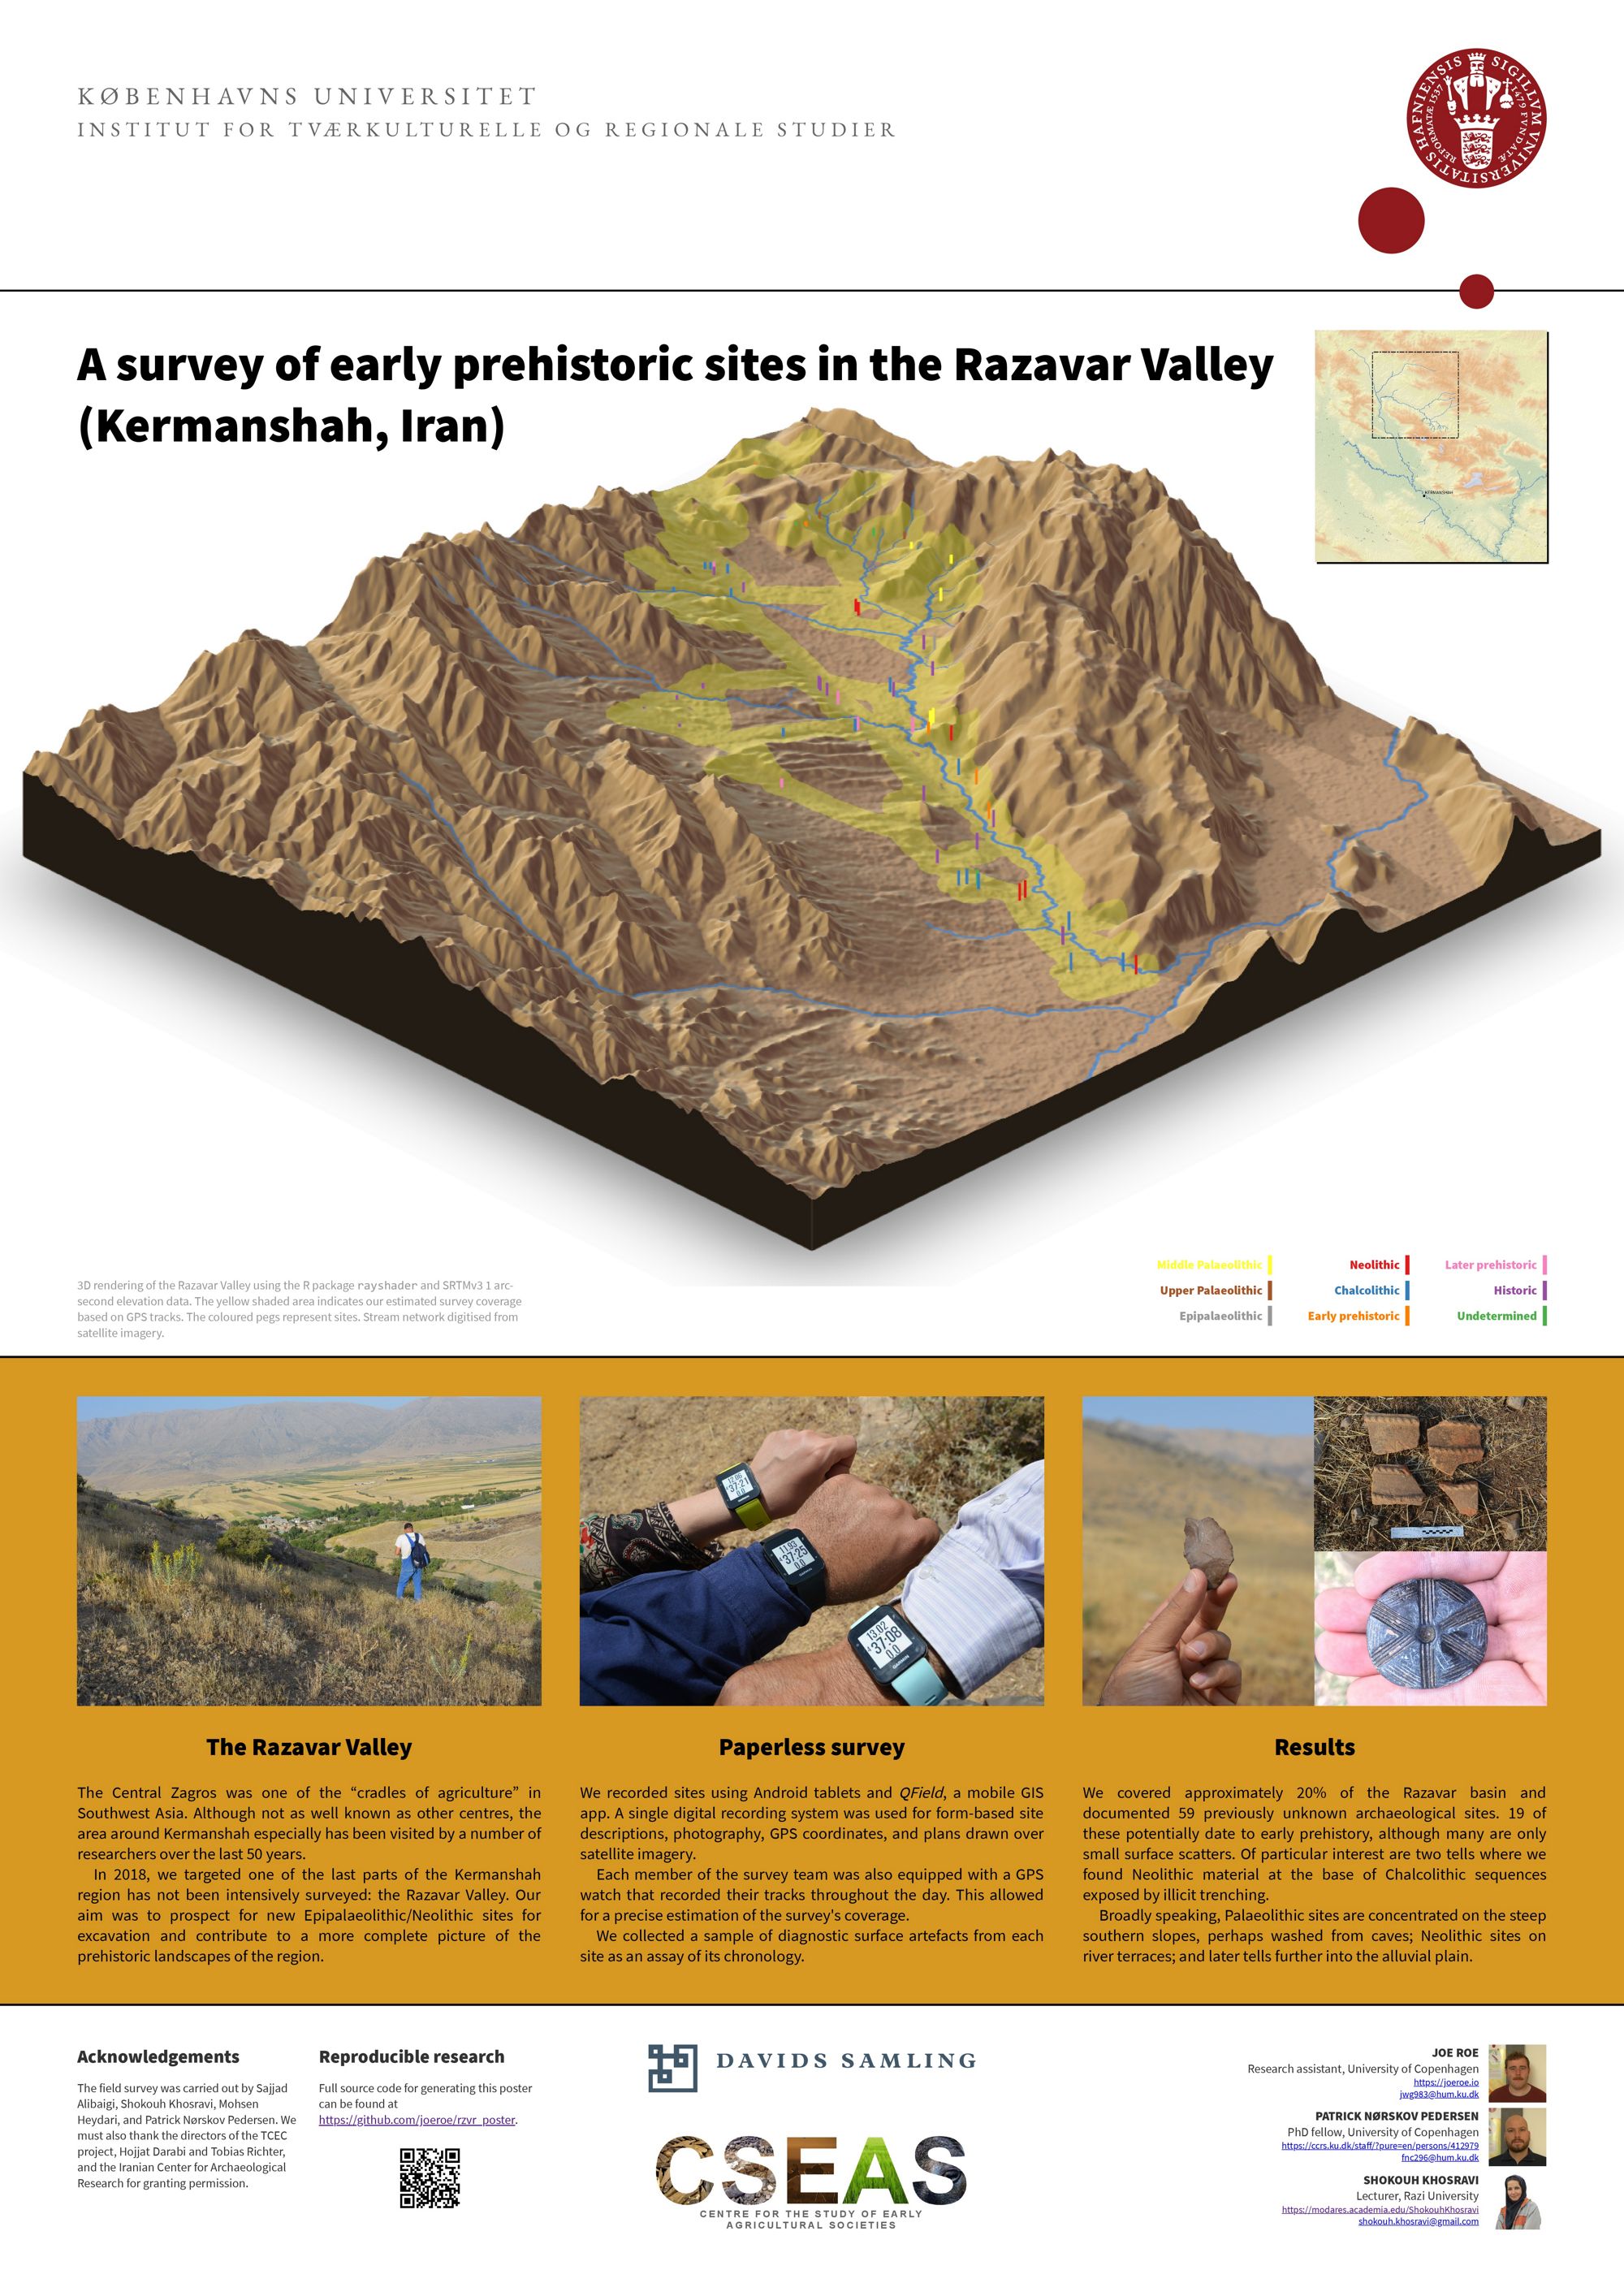 KØBENHAVNS UNIVERSITET
INSTITUT FOR TVÆRKULTURELLE OG REGIONALE STUDIER
SIGILLVM VNIVERSITATIS HAFNIENSIS
FVNDATÆ 1479
REFORMATÆ 1537
A survey of early prehistoric sites in the Razavar Valley
(Kermanshah, Iran)
KERMANSHAH
3D rendering of the Razavar Valley using the R package rayshader and SRTMv3 1 arc-
second elevation data. The yellow shaded area indicates our estimated survey coverage
based on GPS tracks. The coloured pegs represent sites. Stream network digitised from
satellite imagery.
Middle Palaeolithic
Upper Palaeolithic
Epipalaeolithic
Neolithic
Chalcolithic
Early prehistoric
Later prehistoric
Historic
Undetermined
12.06
37:21
0.0
11.93
37:25
0.0
13.02
37:08
0.0
GARMIN
The Razavar Valley
The Central Zagros was one of the “cradles of agriculture” in
Southwest Asia. Although not as well known as other centres, the
area around Kermanshah especially has been visited by a number of
researchers over the last 50 years.
In 2018, we targeted one of the last parts of the Kermanshah
region has not been intensively surveyed: the Razavar Valley. Our
aim was to prospect for new Epipalaeolithic/Neolithic sites for
excavation and contribute to a more complete picture of the
prehistoric landscapes of the region.
Paperless survey
We recorded sites using Android tablets and QField, a mobile GIS
app. A single digital recording system was used for form-based site
descriptions, photography, GPS coordinates, and plans drawn over
satellite imagery.
Each member of the survey team was also equipped with a GPS
watch that recorded their tracks throughout the day. This allowed
for a precise estimation of the survey's coverage.
We collected a sample of diagnostic surface artefacts from each
site as an assay of its chronology.
Results
We covered approximately 20% of the Razavar basin and
documented 59 previously unknown archaeological sites. 19 of
these potentially date to early prehistory, although many are only
small surface scatters. Of particular interest are two tells where we
found Neolithic material at the base of Chalcolithic sequences
exposed by illicit trenching.
Broadly speaking, Palaeolithic sites are concentrated on the steep
southern slopes, perhaps washed from caves; Neolithic sites on
river terraces; and later tells further into the alluvial plain.
Acknowledgements
The field survey was carried out by Sajjad
Alibaigi, Shokouh Khosravi, Mohsen
Heydari, and Patrick Nørskov Pedersen. We
must also thank the directors of the TCEC
project, Hojjat Darabi and Tobias Richter,
and the Iranian Center for Archaeological
Research for granting permission.
Reproducible research
Full source code for generating this poster
can be found at
https://github.com/joeroe/rzvr_poster.
DAVIDS SAMLING
CSEAS
CENTRE FOR THE STUDY OF EARLY
AGRICULTURAL SOCIETIES
JOE ROE
Research assistant, University of Copenhagen
https://joeroe.io
jwg983@hum.ku.dk
PATRICK NØRSKOV PEDERSEN
PhD fellow, University of Copenhagen
https://ccrs.ku.dk/staff/?pure=en/persons/412979
fnc296@hum.ku.dk
SHOKOUH KHOSRAVI
Lecturer, Razi University
https://modares.academia.edu/ShokouhKhosravi
shokouh.khosravi@gmail.com